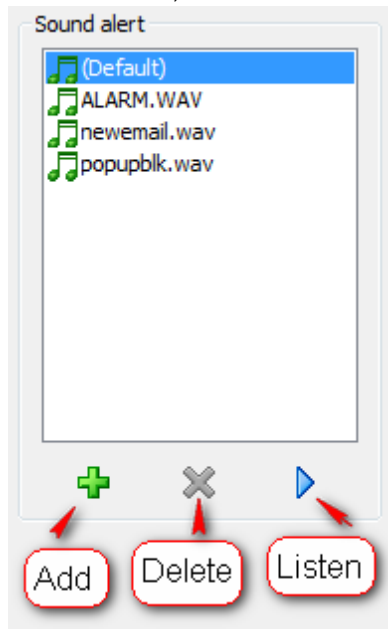 Sound alert
(Default)
ALARM.WAV
newemail.wav
popupblk.wav
Add
Delete
Listen